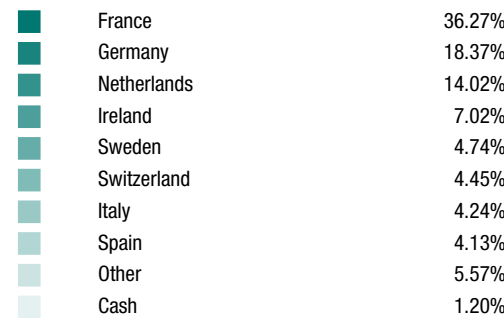 France 36.27%
Germany 18.37%
Netherlands 14.02%
Ireland 7.02%
Sweden 4.74%
Switzerland 4.45%
Italy 4.24%
Spain 4.13%
Other 5.57%
Cash 1.20%